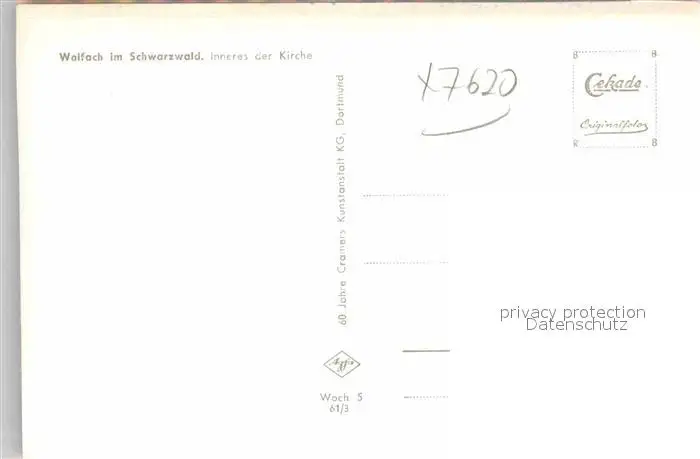 Wolfach im Schwarzwald. Inneres der Kirche
X7620
Cekade.
Originalfoto
60 Jahre Cramers Kunstanstalt KG, Dortmund
privacy protection
Datenschutz
Agfa
Woch 5
61/3